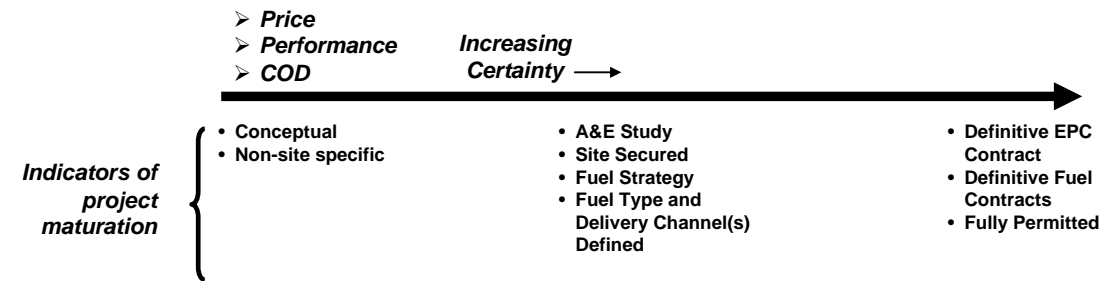 ➢ Price
➢ Performance
➢ COD
Increasing
Certainty
• Conceptual
• Non-site specific
• A&E Study
• Site Secured
• Fuel Strategy
• Fuel Type and
Delivery Channel(s)
Defined
• Definitive EPC
Contract
• Definitive Fuel
Contracts
• Fully Permitted
Indicators of
project
maturation